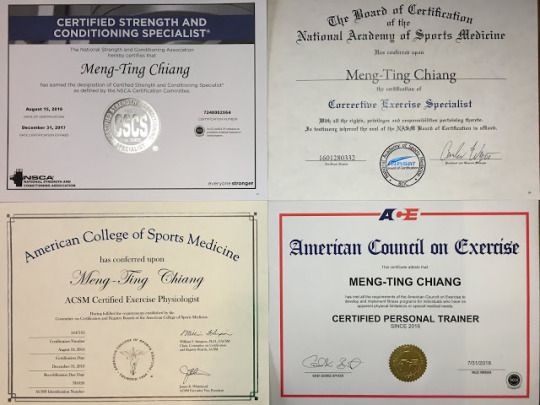 CERTIFIED STRENGTH AND
CONDITIONING SPECIALIST®
The National Strength and Conditioning Association
hereby certifies that
Meng-Ting Chiang
has earned the designation of Certified Strength and Conditioning Specialist®
as defined by the NSCA Certification Committee.
August 15, 2016
DATE OF CERTIFICATION
December 31, 2017
CERTIFICATION NUMBER
CSCS
NSCA
NATIONAL STRENGTH AND
CONDITIONING ASSOCIATION
everyone stronger
The Board of Certification
of the
National Academy of Sports Medicine
Has conferred upon
Meng-Ting Chiang
the certification of
Corrective Exercise Specialist
With all the rights, privileges and responsibilities pertaining thereto.
In testimony whereof the seal of the NASM Board of Certification is affixed.
1601280332
American College of Sports Medicine
has conferred upon
Meng-Ting Chiang
ACSM Certified Exercise Physiologist
Having fulfilled the requirements established by the
Committee on Certification and Registry Boards of the American College of Sports Medicine
Certification Number
Certification Date
December 31, 2019
Recertification Due Date
ACSM Identification Number
ACE
American Council on Exercise
This certificate attests that
MENG-TING CHIANG
has met all the requirements of the American Council on Exercise to
develop and implement fitness programs for individuals who have no
apparent physical limitations or special medical needs.
CERTIFIED PERSONAL TRAINER
SINCE 2016
7/31/2018
VALID THROUGH